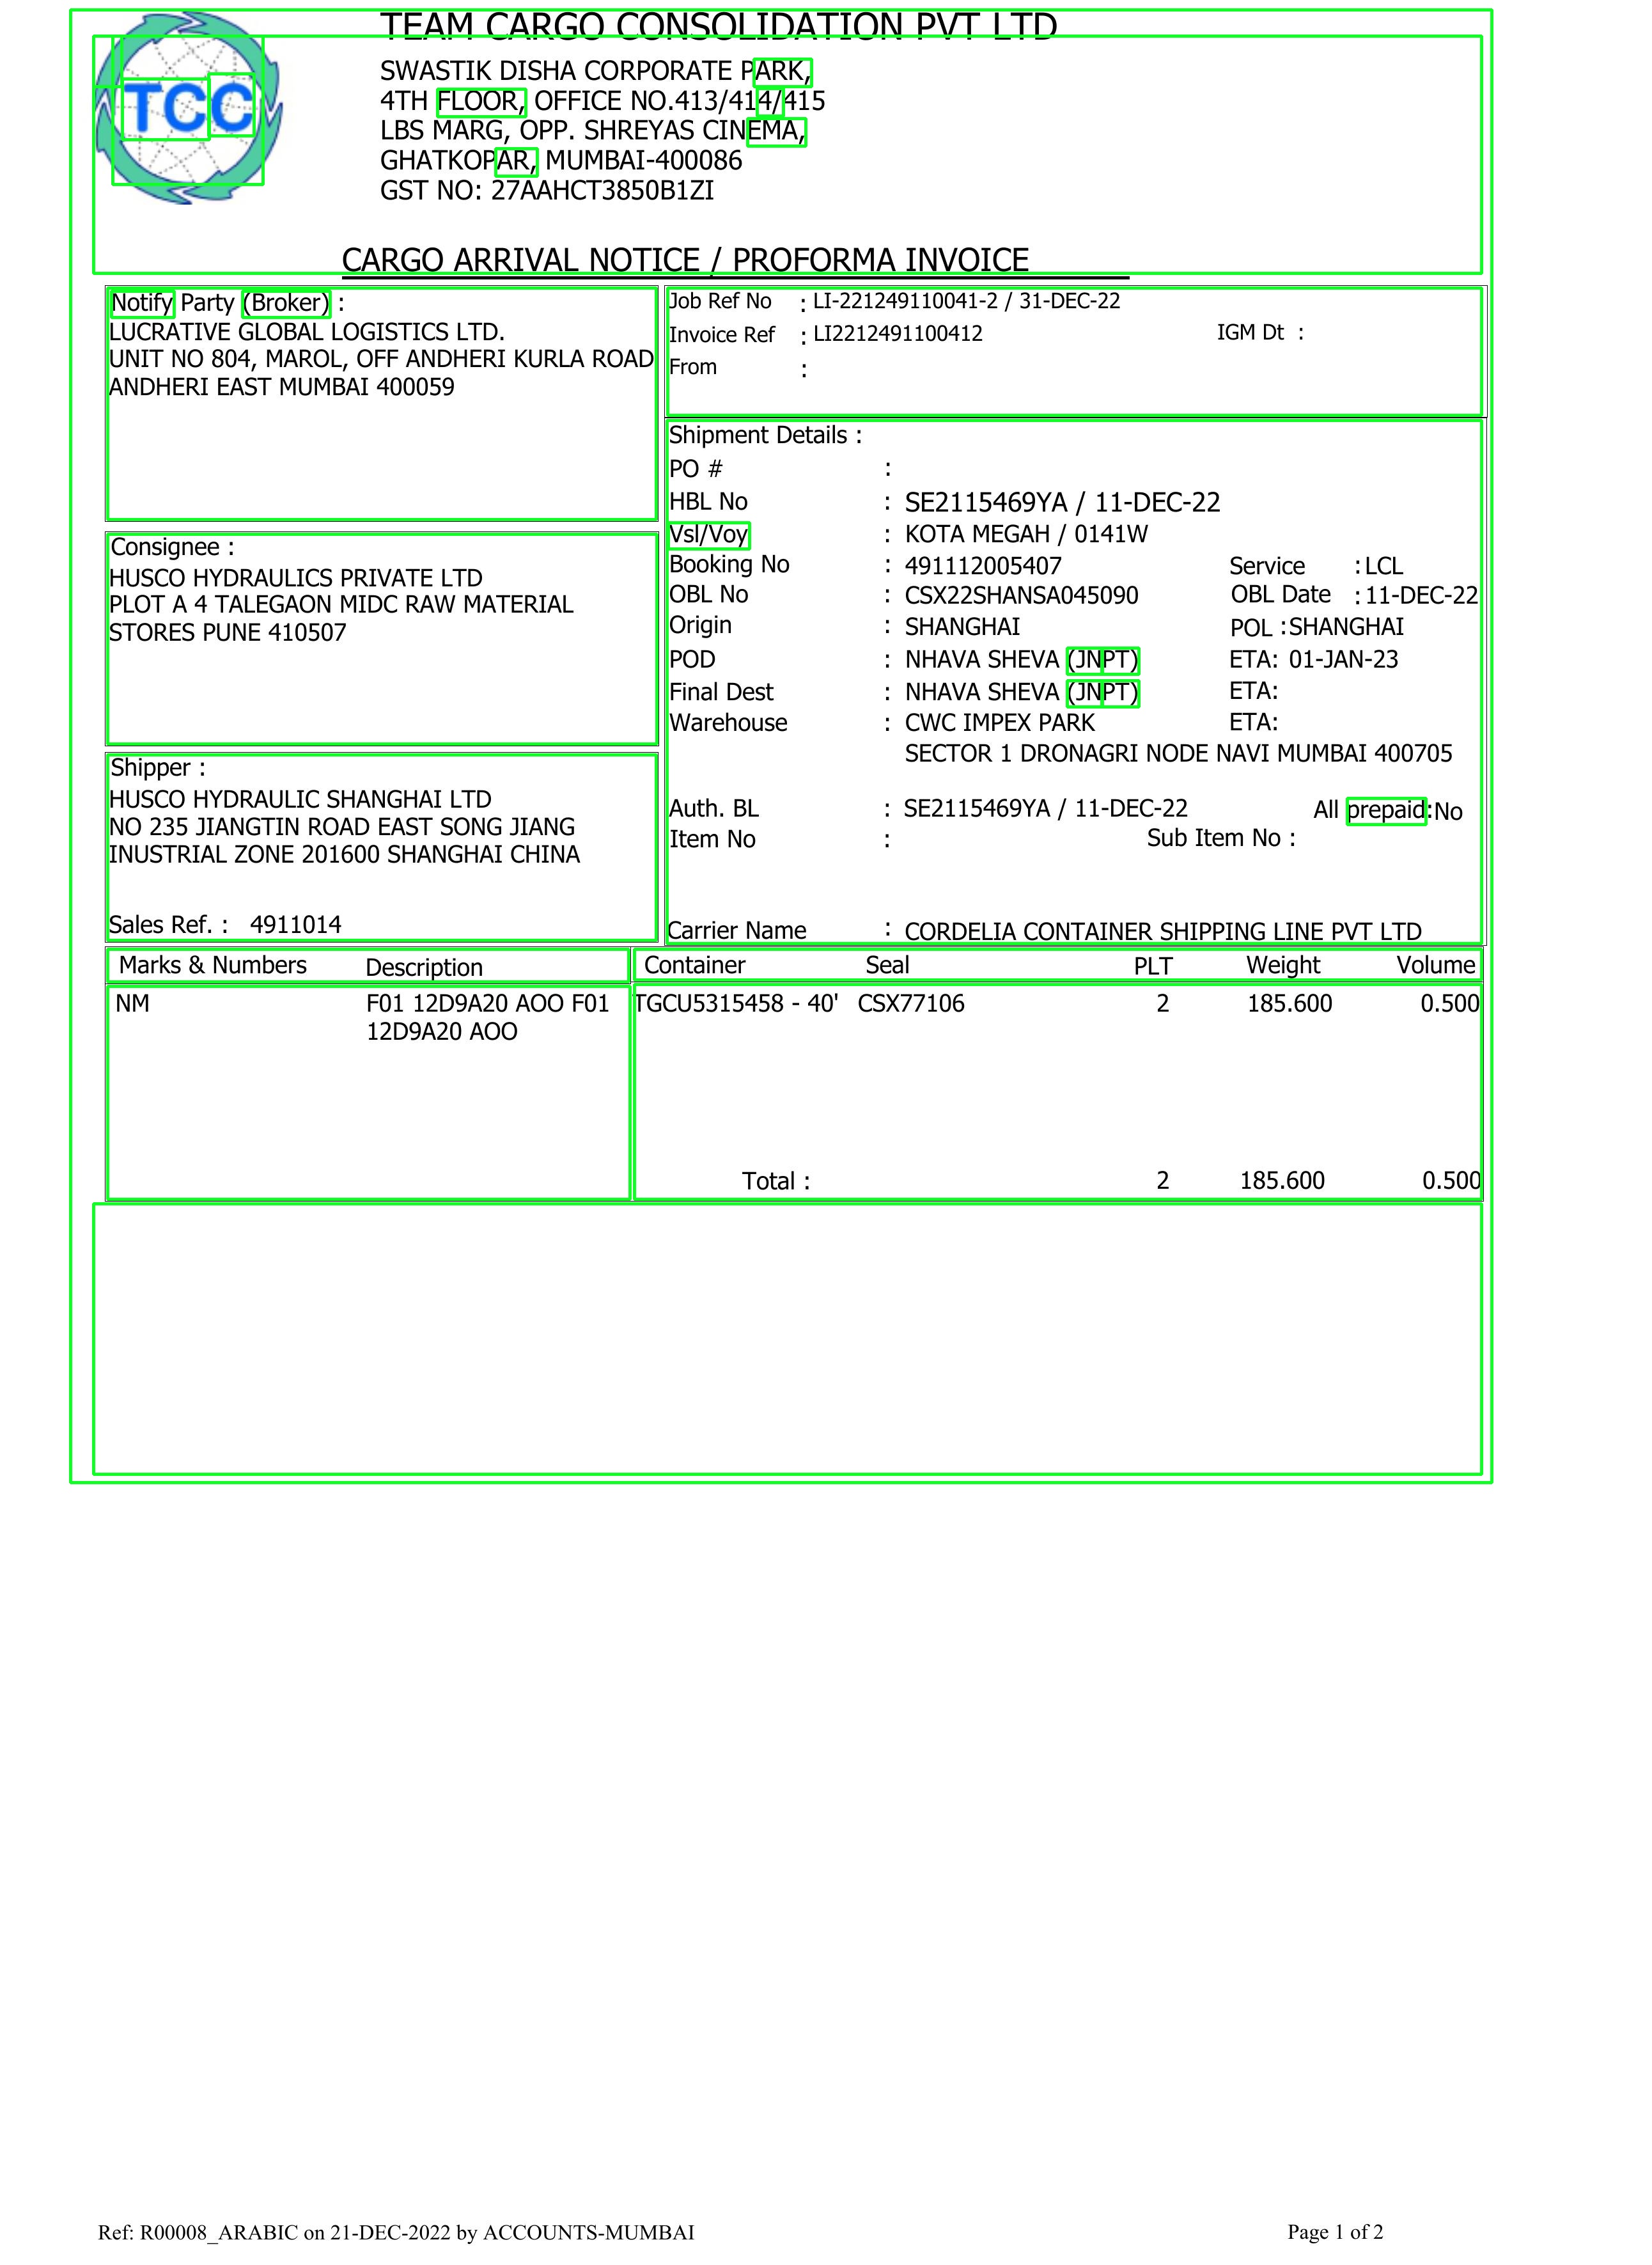 TCC
TEAM CARGO CONSOLIDATION PVT LTD
SWASTIK DISHA CORPORATE PARK,
4TH FLOOR, OFFICE NO.413/414/415
LBS MARG, OPP. SHREYAS CINEMA,
GHATKOPAR, MUMBAI-400086
GST NO: 27AAHCT3850B1ZI
CARGO ARRIVAL NOTICE / PROFORMA INVOICE
Notify Party (Broker) :
LUCRATIVE GLOBAL LOGISTICS LTD.
UNIT NO 804, MAROL, OFF ANDHERI KURLA ROAD
ANDHERI EAST MUMBAI 400059
Job Ref No : LI-221249110041-2 / 31-DEC-22
Invoice Ref : LI2212491100412 IGM Dt :
From :
Consignee :
HUSCO HYDRAULICS PRIVATE LTD
PLOT A 4 TALEGAON MIDC RAW MATERIAL
STORES PUNE 410507
Shipper :
HUSCO HYDRAULIC SHANGHAI LTD
NO 235 JIANGTIN ROAD EAST SONG JIANG
INUSTRIAL ZONE 201600 SHANGHAI CHINA
Sales Ref. : 4911014
Shipment Details :
PO # :
HBL No : SE2115469YA / 11-DEC-22
Vsl/Voy : KOTA MEGAH / 0141W
Booking No : 491112005407 Service : LCL
OBL No : CSX22SHANSA045090 OBL Date : 11-DEC-22
Origin : SHANGHAI POL : SHANGHAI
POD : NHAVA SHEVA (JNPT) ETA: 01-JAN-23
Final Dest : NHAVA SHEVA (JNPT) ETA:
Warehouse : CWC IMPEX PARK ETA:
SECTOR 1 DRONAGRI NODE NAVI MUMBAI 400705
Auth. BL : SE2115469YA / 11-DEC-22 All prepaid:No
Item No : Sub Item No :
Carrier Name : CORDELIA CONTAINER SHIPPING LINE PVT LTD
Marks & Numbers Description Container Seal PLT Weight Volume
NM F01 12D9A20 AOO F01 TGCU5315458 - 40' CSX77106 2 185.600 0.500
12D9A20 AOO
Total : 2 185.600 0.500
Ref: R00008_ARABIC on 21-DEC-2022 by ACCOUNTS-MUMBAI Page 1 of 2